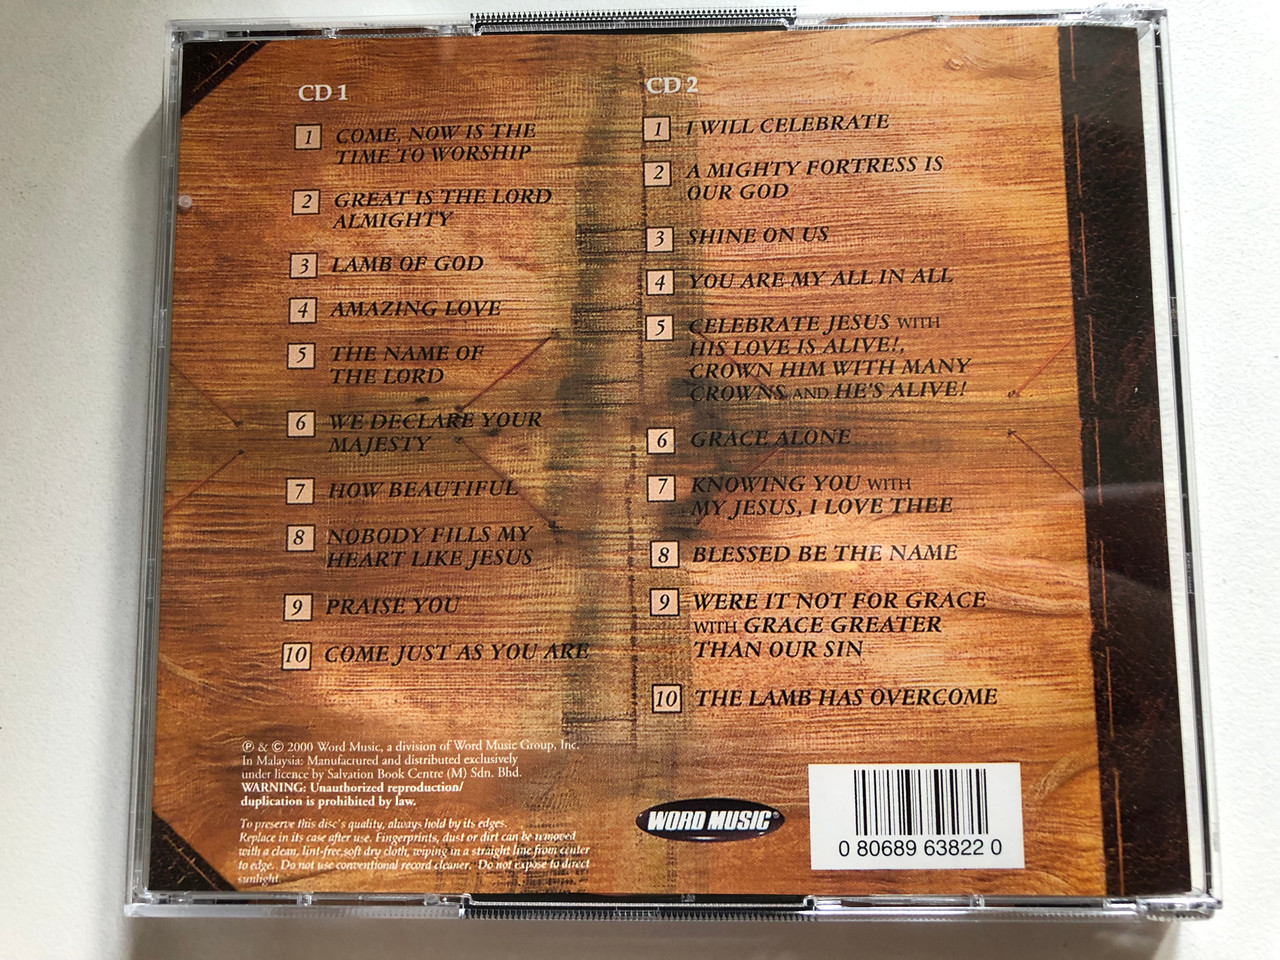 CD 1
1 COME, NOW IS THE
TIME TO WORSHIP
2 GREAT IS THE LORD
ALMIGHTY
3 LAMB OF GOD
4 AMAZING LOVE
5 THE NAME OF
THE LORD
6 WE DECLARE YOUR
MAJESTY
7 HOW BEAUTIFUL
8 NOBODY FILLS MY
HEART LIKE JESUS
9 PRAISE YOU
10 COME JUST AS YOU ARE
CD 2
1 I WILL CELEBRATE
2 A MIGHTY FORTRESS IS
OUR GOD
3 SHINE ON US
4 YOU ARE MY ALL IN ALL
5 CELEBRATE JESUS WITH
HIS LOVE IS ALIVE!,
CROWN HIM WITH MANY
CROWNS AND HE'S ALIVE!
6 GRACE ALONE
7 KNOWING YOU WITH
MY JESUS, I LOVE THEE
8 BLESSED BE THE NAME
9 WERE IT NOT FOR GRACE
WITH GRACE GREATER
THAN OUR SIN
10 THE LAMB HAS OVERCOME
℗ & © 2000 Word Music, a division of Word Music Group, Inc.
In Malaysia: Manufactured and distributed exclusively
under licence by Salvation Book Centre (M) Sdn. Bhd.
WARNING: Unauthorized reproduction/
duplication is prohibited by law.
To preserve this disc's quality, always hold by its edges.
Replace in its case after use. Fingerprints, dust or dirt can be removed
with a clean, lint-free,soft dry cloth, wiping in a straight line from center
to edge. Do not use conventional record cleaner. Do not expose to direct
sunlight.
WORD MUSIC®
0 80689 63822 0